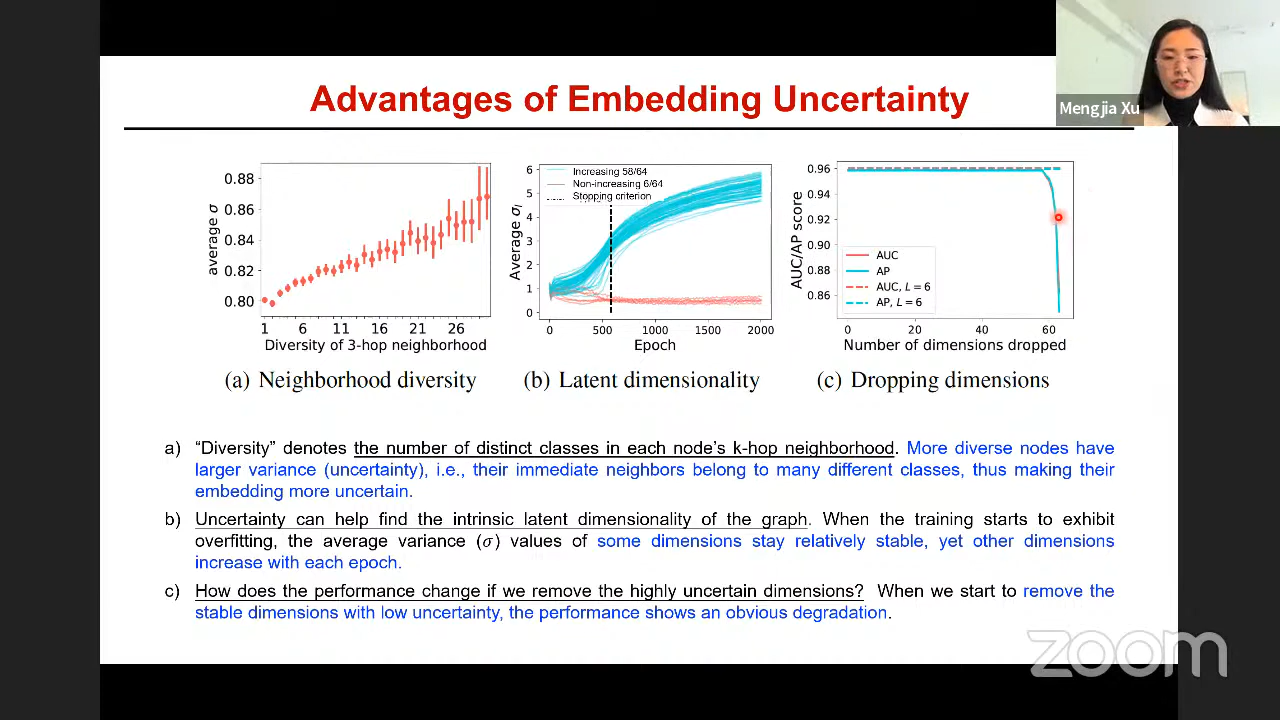 Advantages of Embedding Uncertainty
Mengjia Xu
average σ
0.88
0.86
0.84
0.82
0.80
1 6 11 16 21 26
Diversity of 3-hop neighborhood
(a) Neighborhood diversity
Average σi
6
5
4
3
2
1
0
Increasing 58/64
Non-increasing 6/64
Stopping criterion
0 500 1000 1500 2000
Epoch
(b) Latent dimensionality
AUC/AP score
0.96
0.94
0.92
0.90
0.88
0.86
AUC
AP
AUC, L = 6
AP, L = 6
0 20 40 60
Number of dimensions dropped
(c) Dropping dimensions
a) “Diversity” denotes the number of distinct classes in each node’s k-hop neighborhood. More diverse nodes have
larger variance (uncertainty), i.e., their immediate neighbors belong to many different classes, thus making their
embedding more uncertain.
b) Uncertainty can help find the intrinsic latent dimensionality of the graph. When the training starts to exhibit
overfitting, the average variance (σ) values of some dimensions stay relatively stable, yet other dimensions
increase with each epoch.
c) How does the performance change if we remove the highly uncertain dimensions? When we start to remove the
stable dimensions with low uncertainty, the performance shows an obvious degradation.
zoom